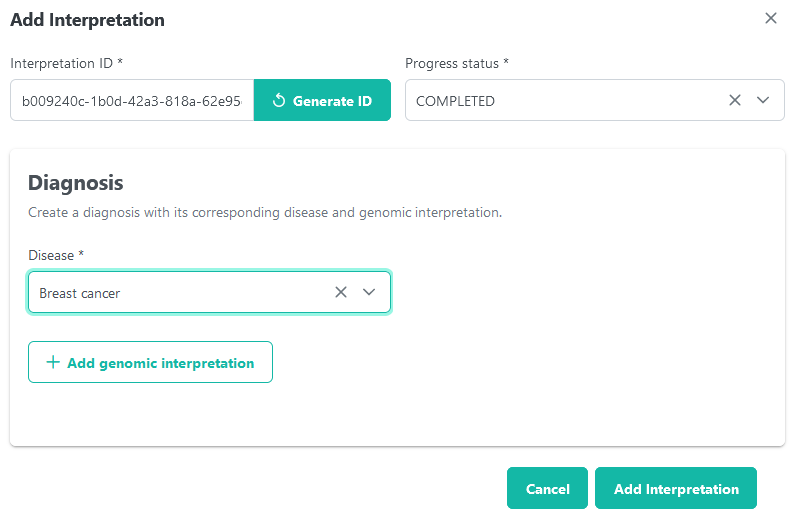 Add Interpretation
Interpretation ID *
Progress status *
b009240c-1b0d-42a3-818a-62e95
Generate ID
COMPLETED
Diagnosis
Create a diagnosis with its corresponding disease and genomic interpretation.
Disease *
Breast cancer
Add genomic interpretation
Cancel
Add Interpretation